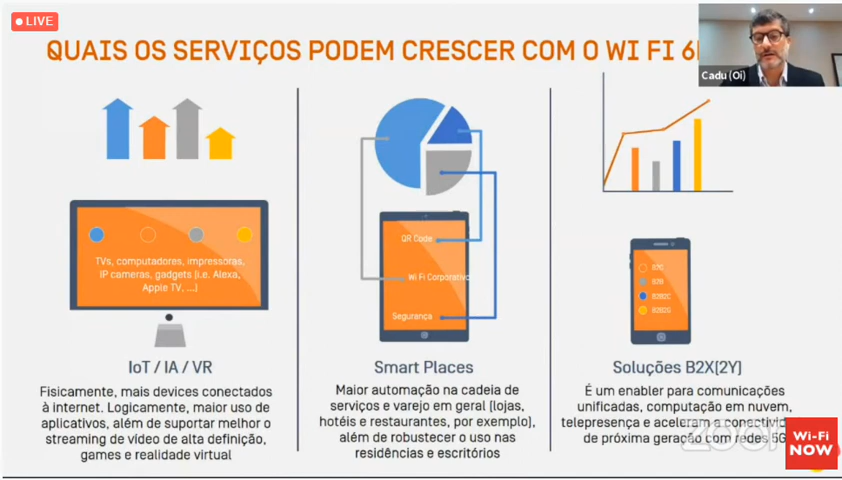 LIVE
QUAIS OS SERVIÇOS PODEM CRESCER COM O WI FI 6
Cadu (Oi)
TVs, computadores, impressoras,
IP cameras, gadgets (i.e. Alexa,
Apple TV, ...)
IoT / IA / VR
Fisicamente, mais devices conectados
à internet. Logicamente, maior uso de
aplicativos, além de suportar melhor o
streaming de vídeo de alta definição,
games e realidade virtual
QR Code
Wi Fi Corporativo
Segurança
Smart Places
Maior automação na cadeia de
serviços e varejo em geral (lojas,
hotéis e restaurantes, por exemplo),
além de robustecer o uso nas
residências e escritórios
B2C
B2B
B2B2C
B2B2G
Soluções B2X(2Y)
É um enabler para comunicações
unificadas, computação em nuvem,
telepresença e aceleram a conectivid
de próxima geração com redes 5G
zoom
Wi-Fi
NOW